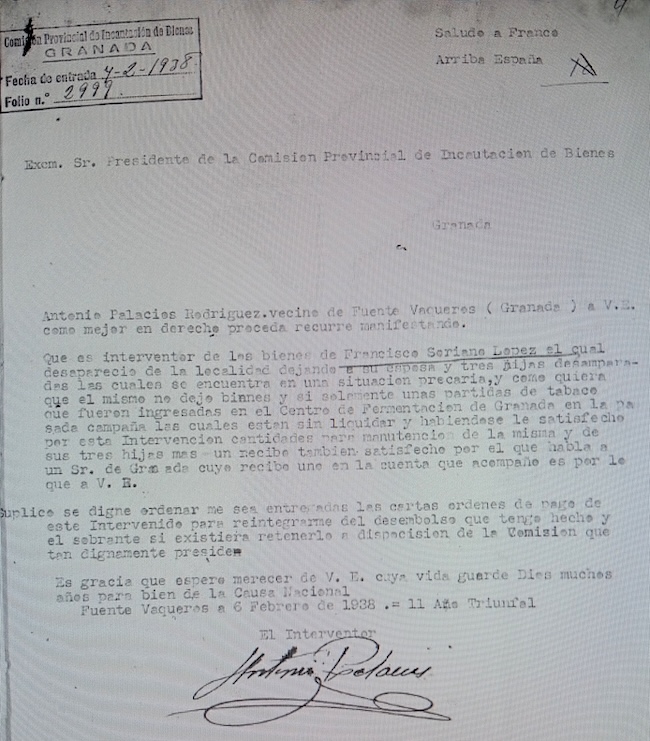 Comisión Provincial de Incautación de Bienes
GRANADA
Fecha de entrada 7-2-1938.
Folio n.° 2999.
Saludo a Franco
Arriba España
Excm. Sr. Presidente de la Comision Provincial de Incautacion de Bienes
Granada
Antonio Palacios Rodriguez.vecino de Fuente Vaqueros ( Granada ) a V.E.
como mejor en derecho proceda recurre manifestando.
Que es interventor de los bienes de Francisco Soriano Lopez el cual
desaparecio de la localidad dejando a su esposa y tres hijas desampara-
das las cuales se encuentra en una situacion precaria,y como quiera
que el mismo no dejo bienes y si solamente unas partidas de tabaco
que fueron ingresadas en el Centro de Fermentacion de Granada en la pa
sada campaña las cuales estan sin liquidar y habiendose le satisfecho
por esta Intervencion cantidades para manutencion de la misma y de
sus tres hijas mas un recibo tambien satisfecho por el que habla a
un Sr. de Granada cuyo recibo uno en la cuenta que acompaño es por lo
que a V. E.
Suplico se digne ordenar me sea entregadas las cartas ordenes de pago de
este Intervenido para reintegrarme del desembolso que tengo hecho y
el sobrante si existiera retenerlo a disposicion de la Comision que
tan dignamente preside
Es gracia que espero merecer de V. E. cuya vida guarde Dios muchos
años para bien de la Causa Nacional
Fuente Vaqueros a 6 Febrero de 1938 .= 11 Año Triunfal
El Interventor
Antonio Palacios